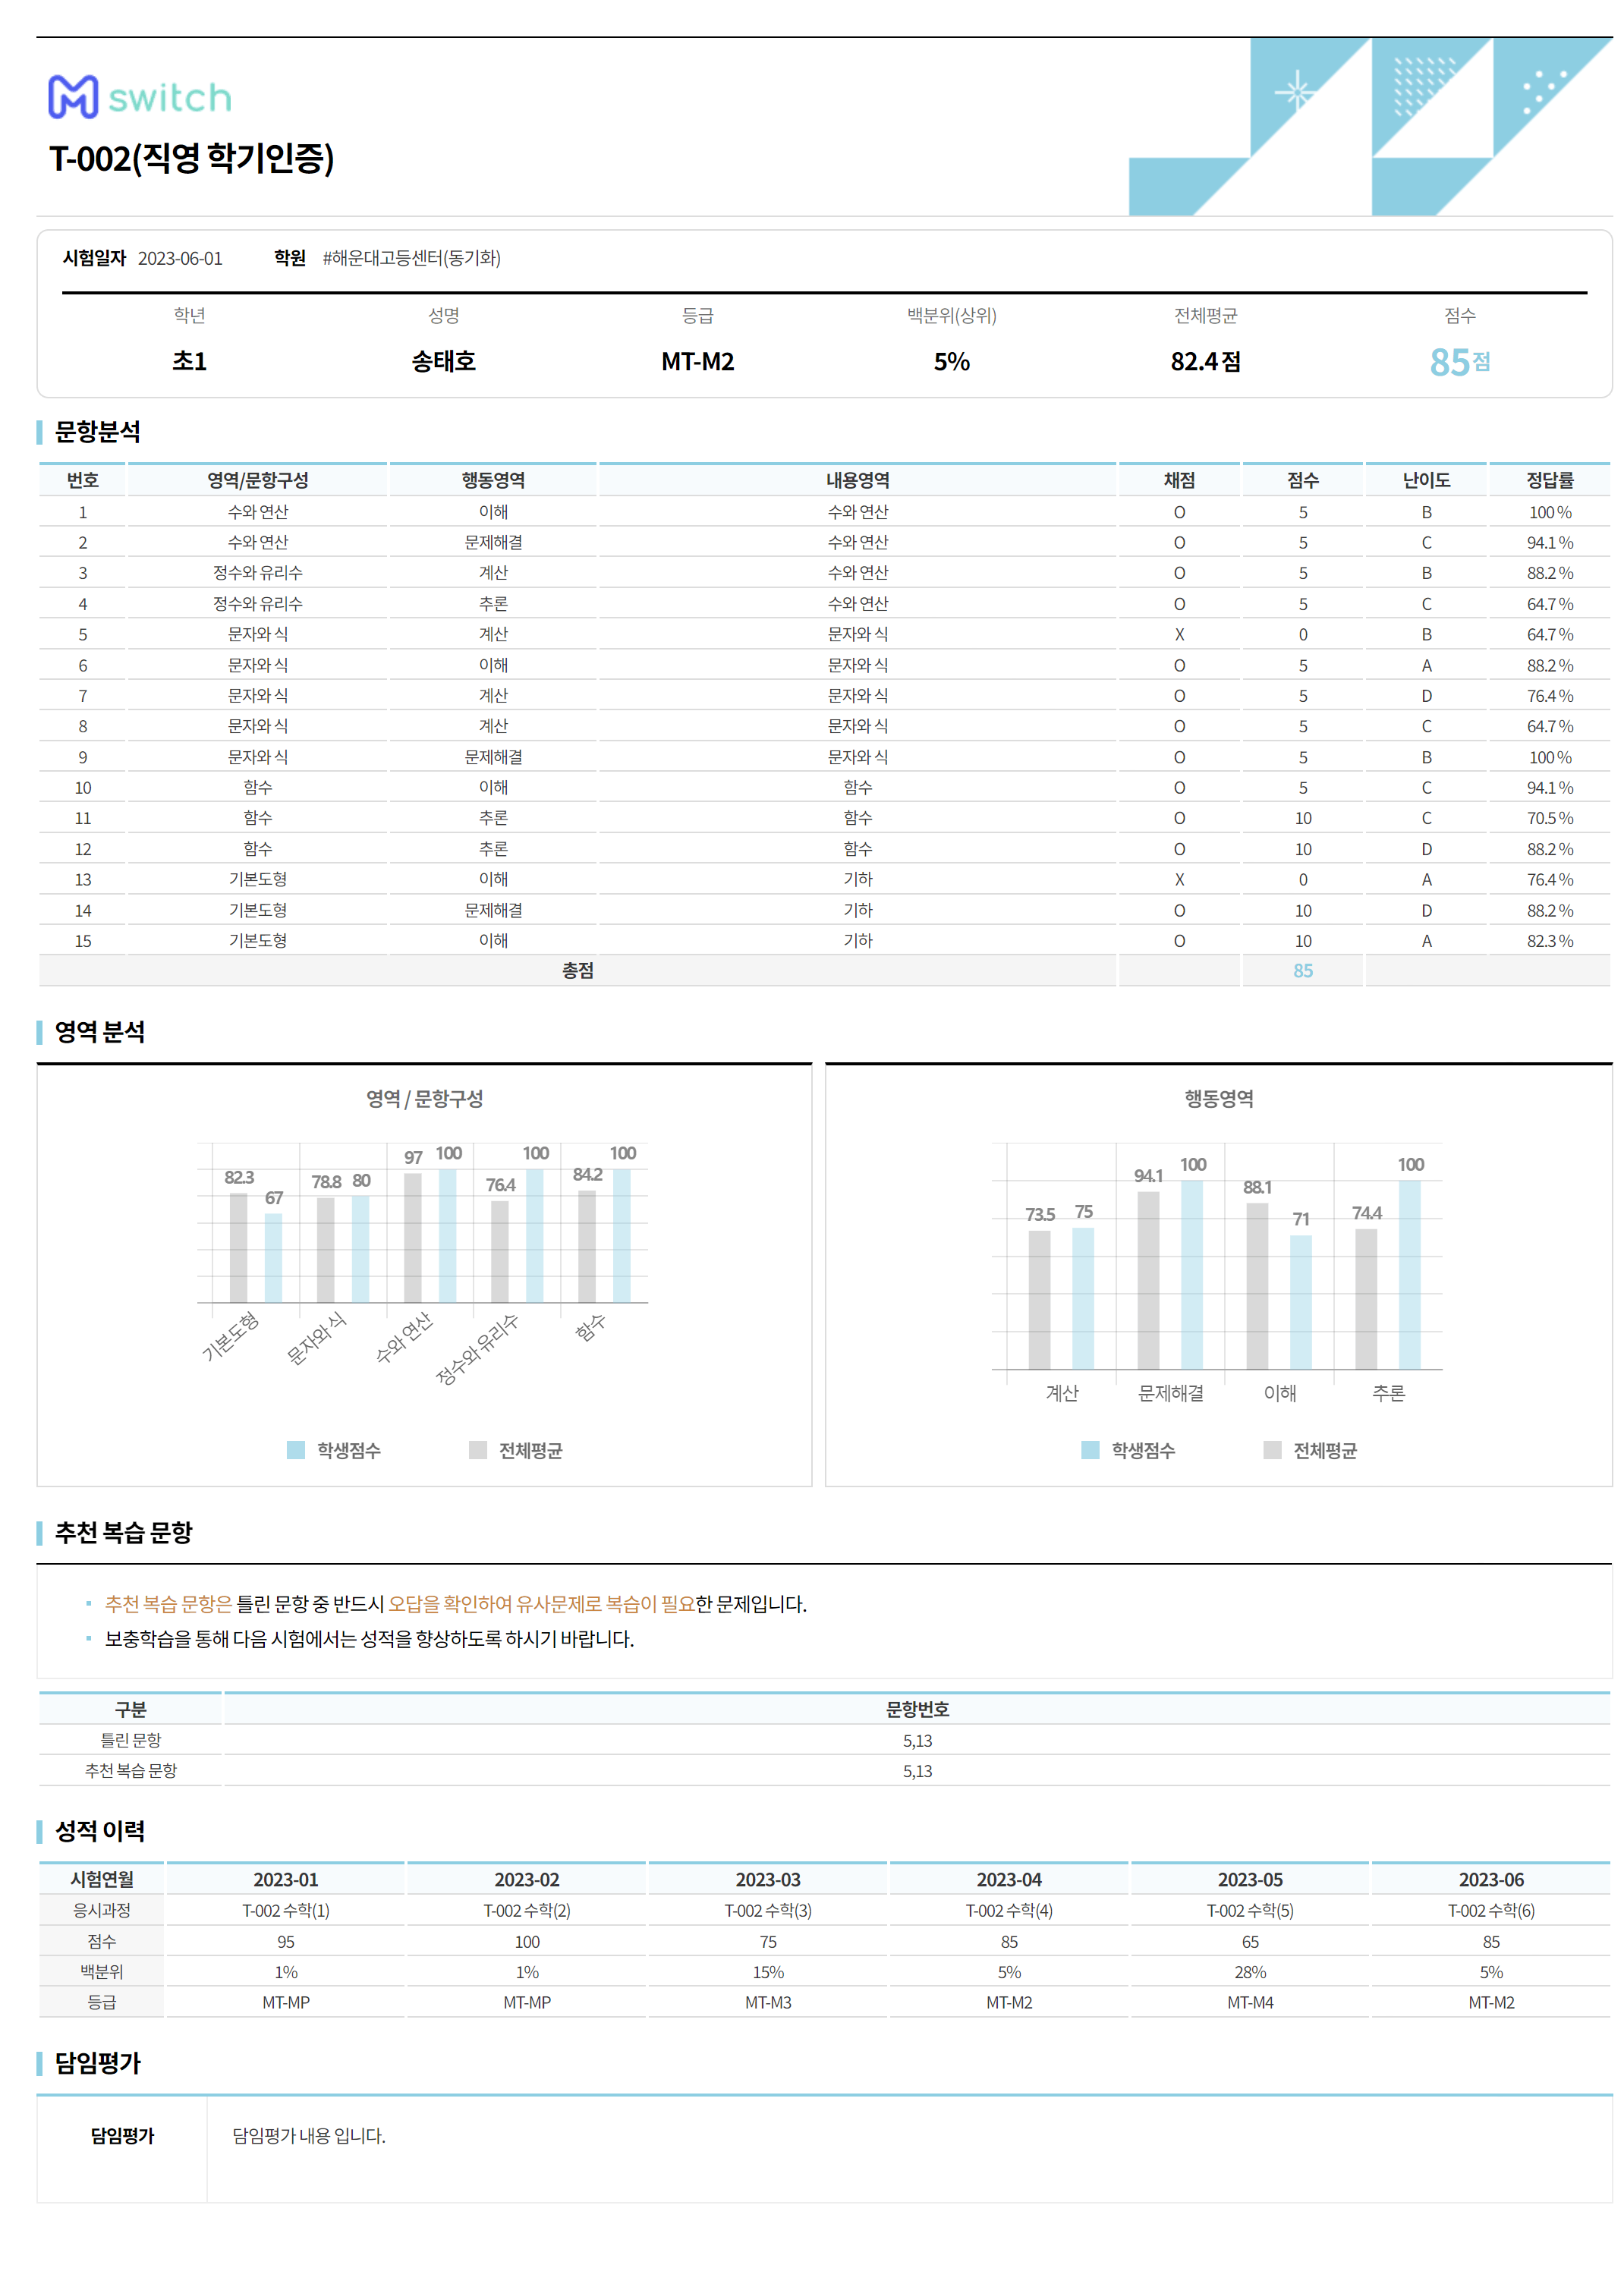 M switch
T-002(직영 학기인증)
시험일자 2023-06-01 학원 #해운대고등센터(동기화)
학년 성명 등급 백분위(상위) 전체평균 점수
초1 송태호 MT-M2 5% 82.4 점 85점
문항분석
번호 영역/문항구성 행동영역 내용영역 채점 점수 난이도 정답률
1 수와 연산 이해 수와 연산 O 5 B 100 %
2 수와 연산 문제해결 수와 연산 O 5 C 94.1 %
3 정수와 유리수 계산 수와 연산 O 5 B 88.2 %
4 정수와 유리수 추론 수와 연산 O 5 C 64.7 %
5 문자와 식 계산 문자와 식 X 0 B 64.7 %
6 문자와 식 이해 문자와 식 O 5 A 88.2 %
7 문자와 식 계산 문자와 식 O 5 D 76.4 %
8 문자와 식 계산 문자와 식 O 5 C 64.7 %
9 문자와 식 문제해결 문자와 식 O 5 B 100 %
10 함수 이해 함수 O 5 C 94.1 %
11 함수 추론 함수 O 10 C 70.5 %
12 함수 추론 함수 O 10 D 88.2 %
13 기본도형 이해 기하 X 0 A 76.4 %
14 기본도형 문제해결 기하 O 10 D 88.2 %
15 기본도형 이해 기하 O 10 A 82.3 %
총점 85
영역 분석
영역 / 문항구성
82.3 67 78.8 80 97 100 76.4 100 84.2 100
기본도형 문자와 식 수와 연산 정수와 유리수 함수
학생점수 전체평균
행동영역
73.5 75 94.1 100 88.1 71 74.4 100
계산 문제해결 이해 추론
학생점수 전체평균
추천 복습 문항
추천 복습 문항은 틀린 문항 중 반드시 오답을 확인하여 유사문제로 복습이 필요한 문제입니다.
보충학습을 통해 다음 시험에서는 성적을 향상하도록 하시기 바랍니다.
구분 문항번호
틀린 문항 5,13
추천 복습 문항 5,13
성적 이력
시험연월 2023-01 2023-02 2023-03 2023-04 2023-05 2023-06
응시과정 T-002 수학(1) T-002 수학(2) T-002 수학(3) T-002 수학(4) T-002 수학(5) T-002 수학(6)
점수 95 100 75 85 65 85
백분위 1% 1% 15% 5% 28% 5%
등급 MT-MP MT-MP MT-M3 MT-M2 MT-M4 MT-M2
담임평가
담임평가 담임평가 내용 입니다.